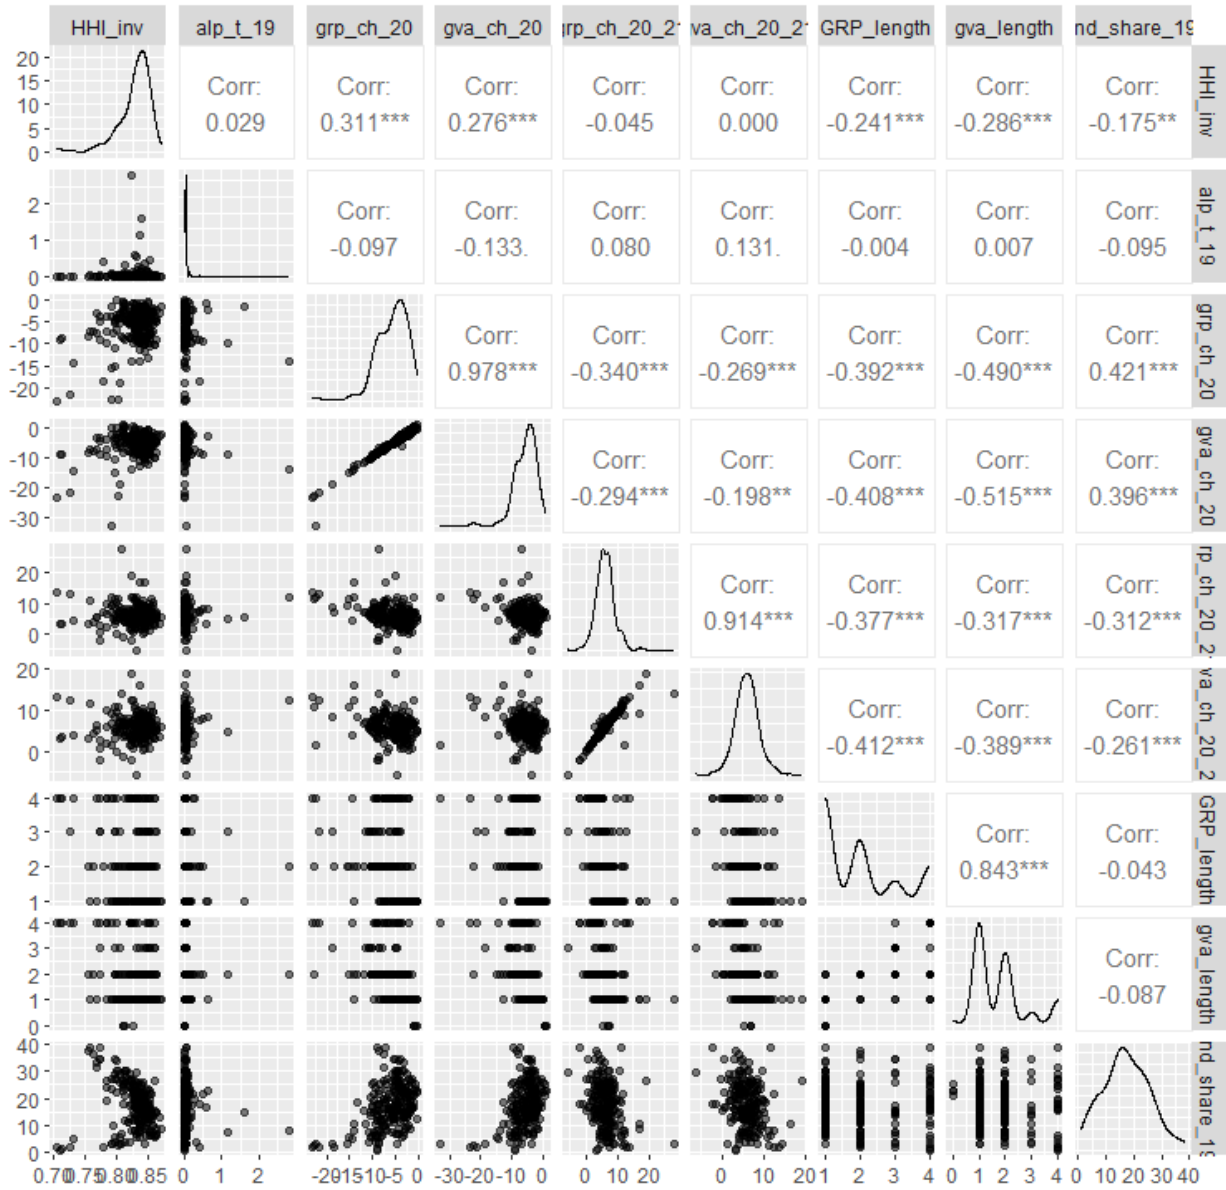 HHI_inv alp_t_19 grp_ch_20 gva_ch_20 grp_ch_20_21 va_ch_20_21 GRP_length gva_length nd_share_19
20 15 10 5 0
Corr: 0.029
Corr: 0.311***
Corr: 0.276***
Corr: -0.045
Corr: 0.000
Corr: -0.241***
Corr: -0.286***
Corr: -0.175**
HHI_inv
2 1 0
Corr: -0.097
Corr: -0.133.
Corr: 0.080
Corr: 0.131.
Corr: -0.004
Corr: 0.007
Corr: -0.095
alp_t_19
0 -5 -10 -15 -20
Corr: 0.978***
Corr: -0.340***
Corr: -0.269***
Corr: -0.392***
Corr: -0.490***
Corr: 0.421***
grp_ch_20
0 -10 -20 -30
Corr: -0.294***
Corr: -0.198**
Corr: -0.408***
Corr: -0.515***
Corr: 0.396***
gva_ch_20
20 10 0
Corr: 0.914***
Corr: -0.377***
Corr: -0.317***
Corr: -0.312***
rp_ch_20_2
20 10 0
Corr: -0.412***
Corr: -0.389***
Corr: -0.261***
va_ch_20_2
4 3 2 1
Corr: 0.843***
Corr: -0.043
GRP_length
4 3 2 1 0
Corr: -0.087
gva_length
40 30 20 10 0
nd_share_19
0.70 0.75 0.80 0.85
0 1 2
-20 -15 -10 -5 0
-30 -20 -10 0
0 10 20
0 10 20
1 2 3 4
0 1 2 3 4
0 10 20 30 40